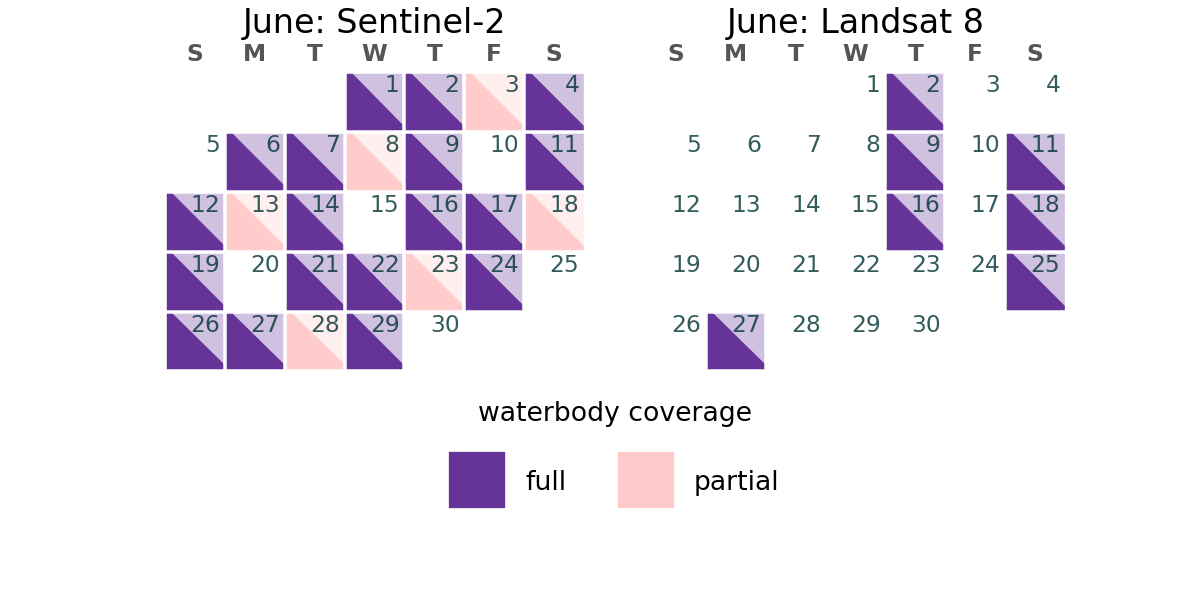 June: Sentinel-2
S M T W T F S
1 2 3 4
5 6 7 8 9 10 11
12 13 14 15 16 17 18
19 20 21 22 23 24 25
26 27 28 29 30
June: Landsat 8
S M T W T F S
1 2 3 4
5 6 7 8 9 10 11
12 13 14 15 16 17 18
19 20 21 22 23 24 25
26 27 28 29 30
waterbody coverage
full partial